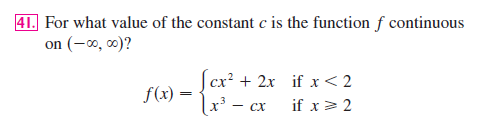 41. For what value of the constant c is the function f continuous
on (−∞, ∞)?
f(x) = { cx² + 2x if x < 2
x³ − cx if x ≥ 2